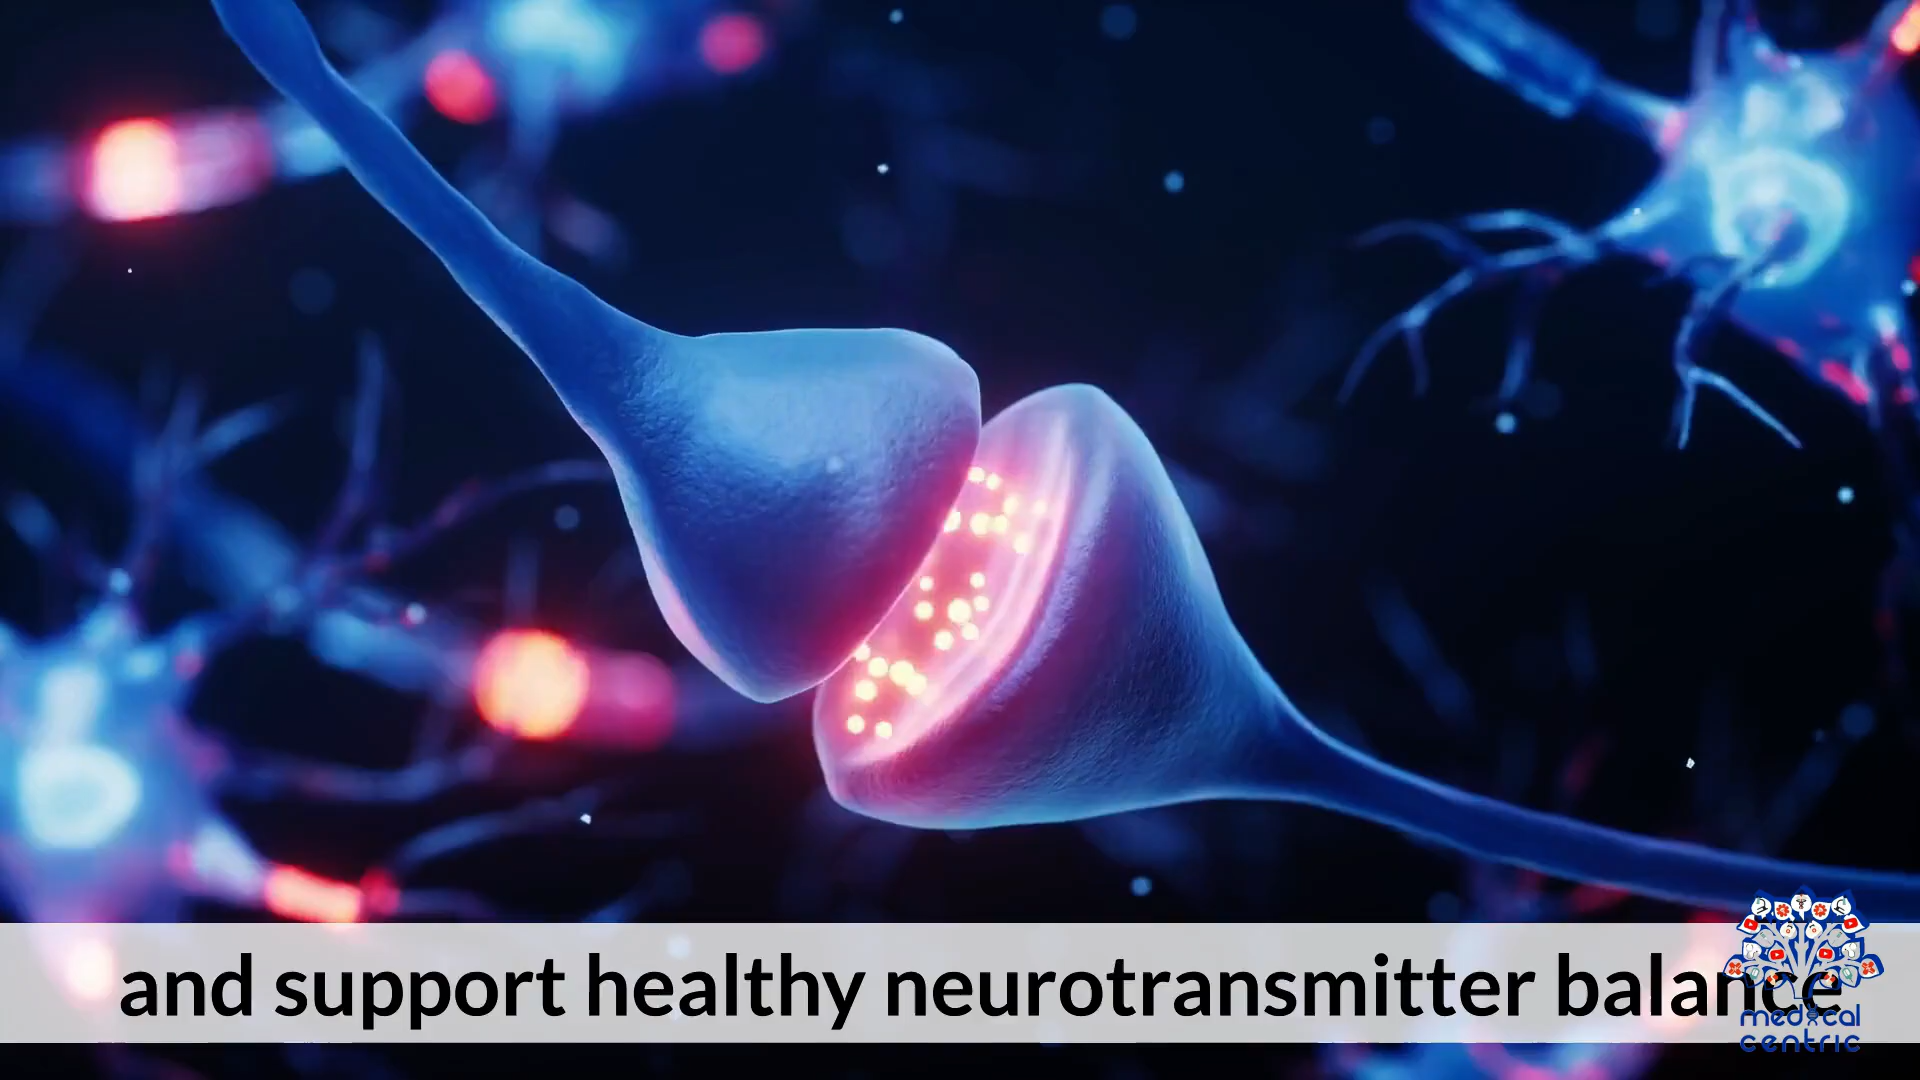 and support healthy neurotransmitter balance
medical
centric